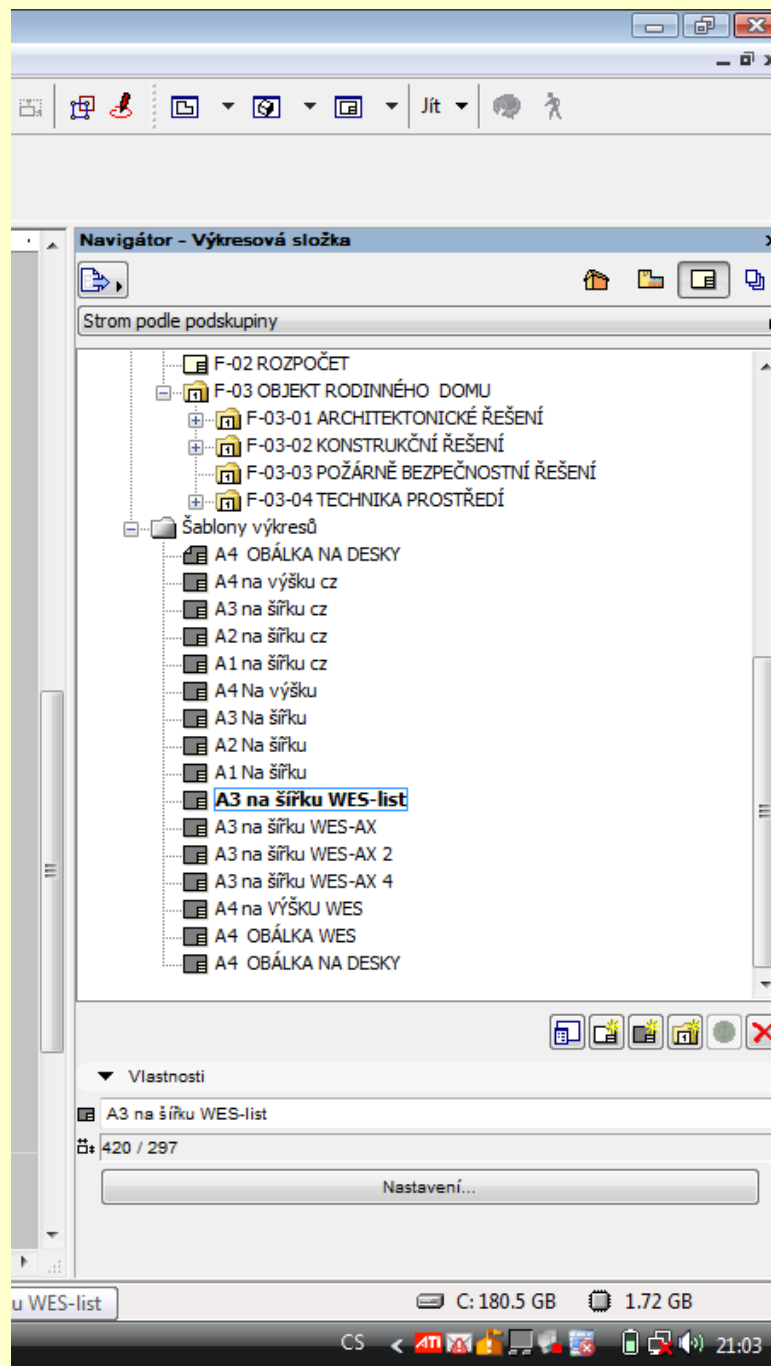 Jít
Navigátor - Výkresová složka
Strom podle podskupiny
F-02 ROZPOČET
F-03 OBJEKT RODINNÉHO DOMU
F-03-01 ARCHITEKTONICKÉ ŘEŠENÍ
F-03-02 KONSTRUKČNÍ ŘEŠENÍ
F-03-03 POŽÁRNĚ BEZPEČNOSTNÍ ŘEŠENÍ
F-03-04 TECHNIKA PROSTŘEDÍ
Šablony výkresů
A4 OBÁLKA NA DESKY
A4 na výšku cz
A3 na šířku cz
A2 na šířku cz
A1 na šířku cz
A4 Na výšku
A3 Na šířku
A2 Na šířku
A1 Na šířku
A3 na šířku WES-list
A3 na šířku WES-AX
A3 na šířku WES-AX 2
A3 na šířku WES-AX 4
A4 na VÝŠKU WES
A4 OBÁLKA WES
A4 OBÁLKA NA DESKY
Vlastnosti
A3 na šířku WES-list
420 / 297
Nastavení...
u WES-list C: 180.5 GB 1.72 GB
CS < ATI 21:03